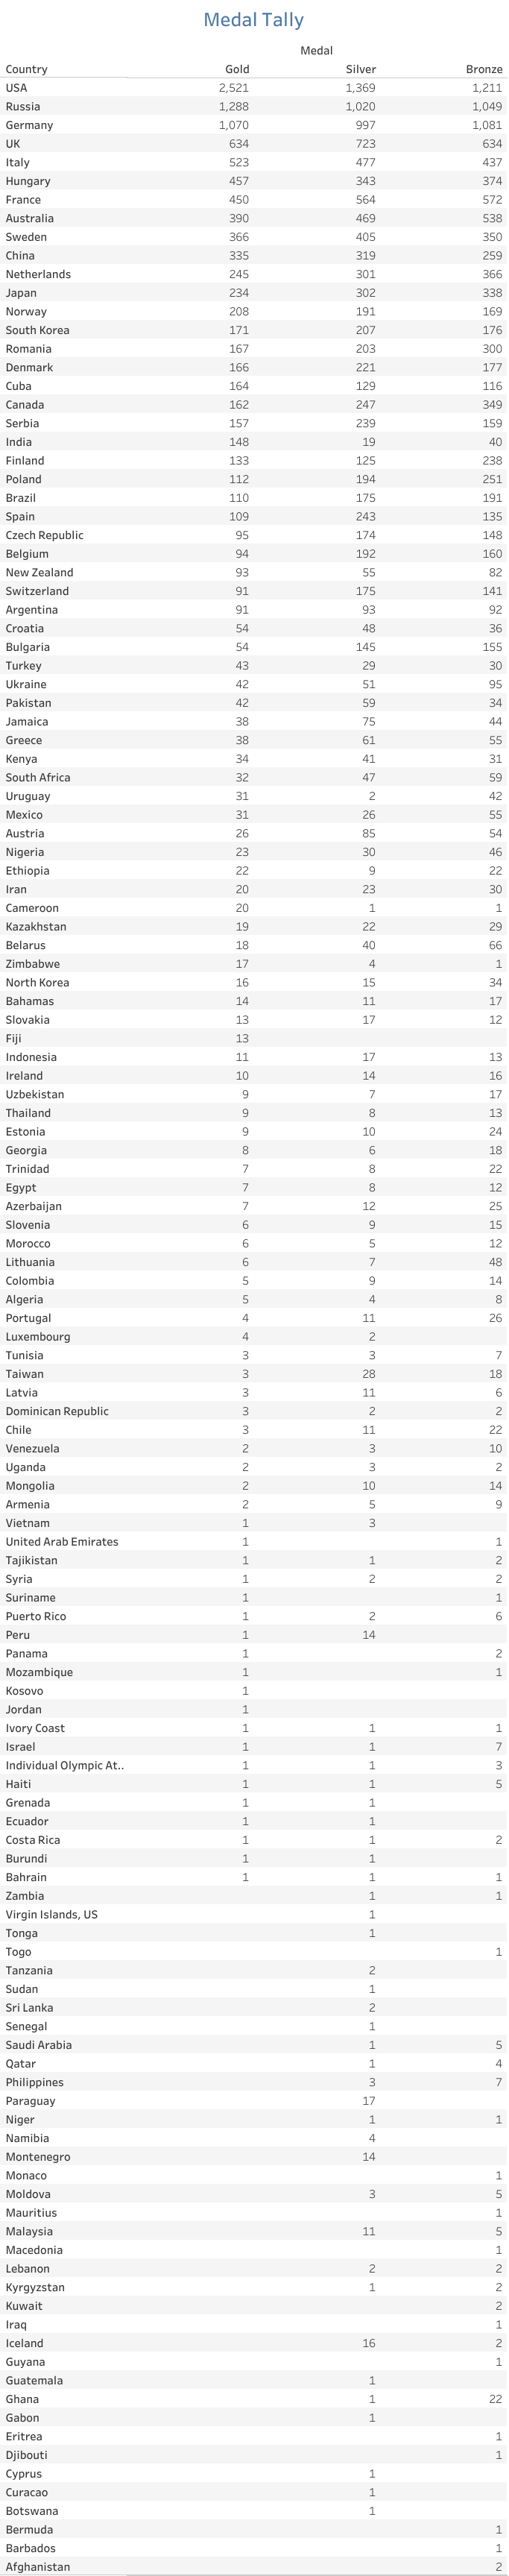 Medal Tally
Medal
Country Gold Silver Bronze
USA 2,521 1,369 1,211
Russia 1,288 1,020 1,049
Germany 1,070 997 1,081
UK 634 723 634
Italy 523 477 437
Hungary 457 343 374
France 450 564 572
Australia 390 469 538
Sweden 366 405 350
China 335 319 259
Netherlands 245 301 366
Japan 234 302 338
Norway 208 191 169
South Korea 171 207 176
Romania 167 203 300
Denmark 166 221 177
Cuba 164 129 116
Canada 162 247 349
Serbia 157 239 159
India 148 19 40
Finland 133 125 238
Poland 112 194 251
Brazil 110 175 191
Spain 109 243 135
Czech Republic 95 174 148
Belgium 94 192 160
New Zealand 93 55 82
Switzerland 91 175 141
Argentina 91 93 92
Croatia 54 48 36
Bulgaria 54 145 155
Turkey 43 29 30
Ukraine 42 51 95
Pakistan 42 59 34
Jamaica 38 75 44
Greece 38 61 55
Kenya 34 41 31
South Africa 32 47 59
Uruguay 31 2 42
Mexico 31 26 55
Austria 26 85 54
Nigeria 23 30 46
Ethiopia 22 9 22
Iran 20 23 30
Cameroon 20 1 1
Kazakhstan 19 22 29
Belarus 18 40 66
Zimbabwe 17 4 1
North Korea 16 15 34
Bahamas 14 11 17
Slovakia 13 17 12
Fiji 13
Indonesia 11 17 13
Ireland 10 14 16
Uzbekistan 9 7 17
Thailand 9 8 13
Estonia 9 10 24
Georgia 8 6 18
Trinidad 7 8 22
Egypt 7 8 12
Azerbaijan 7 12 25
Slovenia 6 9 15
Morocco 6 5 12
Lithuania 6 7 48
Colombia 5 9 14
Algeria 5 4 8
Portugal 4 11 26
Luxembourg 4 2
Tunisia 3 3 7
Taiwan 3 28 18
Latvia 3 11 6
Dominican Republic 3 2 2
Chile 3 11 22
Venezuela 2 3 10
Uganda 2 3 2
Mongolia 2 10 14
Armenia 2 5 9
Vietnam 1 3
United Arab Emirates 1 1
Tajikistan 1 1 2
Syria 1 2 2
Suriname 1 1
Puerto Rico 1 2 6
Peru 1 14
Panama 1 2
Mozambique 1 1
Kosovo 1
Jordan 1
Ivory Coast 1 1 1
Israel 1 1 7
Individual Olympic At.. 1 1 3
Haiti 1 1 5
Grenada 1 1
Ecuador 1 1
Costa Rica 1 1 2
Burundi 1 1
Bahrain 1 1 1
Zambia 1 1
Virgin Islands, US 1
Tonga 1
Togo 1
Tanzania 2
Sudan 1
Sri Lanka 2
Senegal 1
Saudi Arabia 1 5
Qatar 1 4
Philippines 3 7
Paraguay 17
Niger 1 1
Namibia 4
Montenegro 14
Monaco 1
Moldova 3 5
Mauritius 1
Malaysia 11 5
Macedonia 1
Lebanon 2 2
Kyrgyzstan 1 2
Kuwait 2
Iraq 1
Iceland 16 2
Guyana 1
Guatemala 1
Ghana 1 22
Gabon 1
Eritrea 1
Djibouti 1
Cyprus 1
Curacao 1
Botswana 1
Bermuda 1
Barbados 1
Afghanistan 2